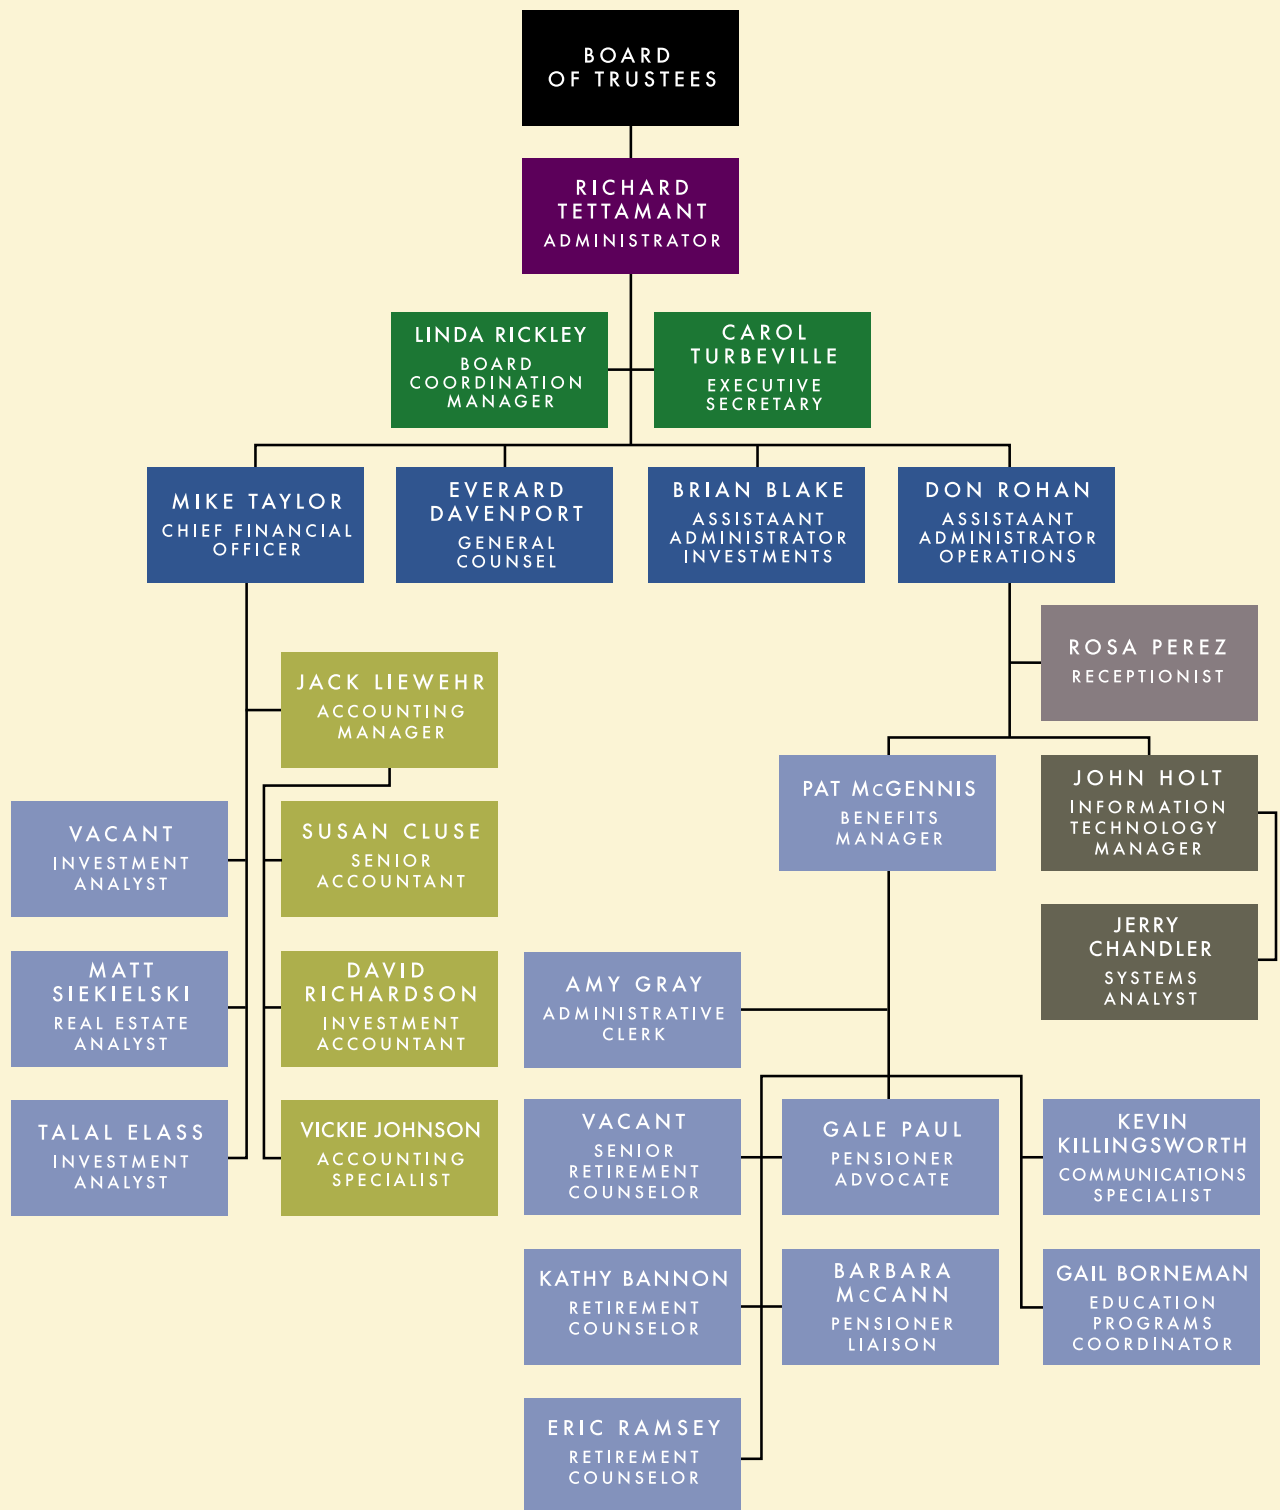 BOARD
OF TRUSTEES
RICHARD
TETTAMANT
ADMINISTRATOR
LINDA RICKLEY
BOARD
COORDINATION
MANAGER
CAROL
TURBEVILLE
EXECUTIVE
SECRETARY
MIKE TAYLOR
CHIEF FINANCIAL
OFFICER
EVERARD
DAVENPORT
GENERAL
COUNSEL
BRIAN BLAKE
ASSISTAANT
ADMINISTRATOR
INVESTMENTS
DON ROHAN
ASSISTAANT
ADMINISTRATOR
OPERATIONS
ROSA PEREZ
RECEPTIONIST
JACK LIEWEHR
ACCOUNTING
MANAGER
PAT McGENNIS
BENEFITS
MANAGER
JOHN HOLT
INFORMATION
TECHNOLOGY
MANAGER
VACANT
INVESTMENT
ANALYST
SUSAN CLUSE
SENIOR
ACCOUNTANT
JERRY
CHANDLER
SYSTEMS
ANALYST
MATT
SIEKIELSKI
REAL ESTATE
ANALYST
DAVID
RICHARDSON
INVESTMENT
ACCOUNTANT
AMY GRAY
ADMINISTRATIVE
CLERK
TALAL ELASS
INVESTMENT
ANALYST
VICKIE JOHNSON
ACCOUNTING
SPECIALIST
VACANT
SENIOR
RETIREMENT
COUNSELOR
GALE PAUL
PENSIONER
ADVOCATE
KEVIN
KILLINGSWORTH
COMMUNICATIONS
SPECIALIST
KATHY BANNON
RETIREMENT
COUNSELOR
BARBARA
McCANN
PENSIONER
LIAISON
GAIL BORNEMAN
EDUCATION
PROGRAMS
COORDINATOR
ERIC RAMSEY
RETIREMENT
COUNSELOR